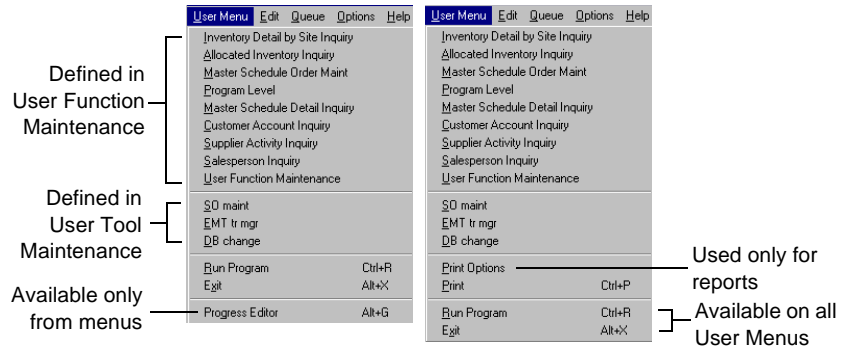 User Menu Edit Queue Options Help
Inventory Detail by Site Inquiry
Allocated Inventory Inquiry
Master Schedule Order Maint
Program Level
Master Schedule Detail Inquiry
Customer Account Inquiry
Supplier Activity Inquiry
Salesperson Inquiry
User Function Maintenance
SO maint
EMT tr mgr
DB change
Run Program Ctrl+R
Exit Alt+X
Progress Editor Alt+G
Defined in
User Function
Maintenance
Defined in
User Tool
Maintenance
Available only
from menus
User Menu Edit Queue Options Help
Inventory Detail by Site Inquiry
Allocated Inventory Inquiry
Master Schedule Order Maint
Program Level
Master Schedule Detail Inquiry
Customer Account Inquiry
Supplier Activity Inquiry
Salesperson Inquiry
User Function Maintenance
SO maint
EMT tr mgr
DB change
Print Options
Print Ctrl+P
Run Program Ctrl+R
Exit Alt+X
Used only for
reports
Available on all
User Menus